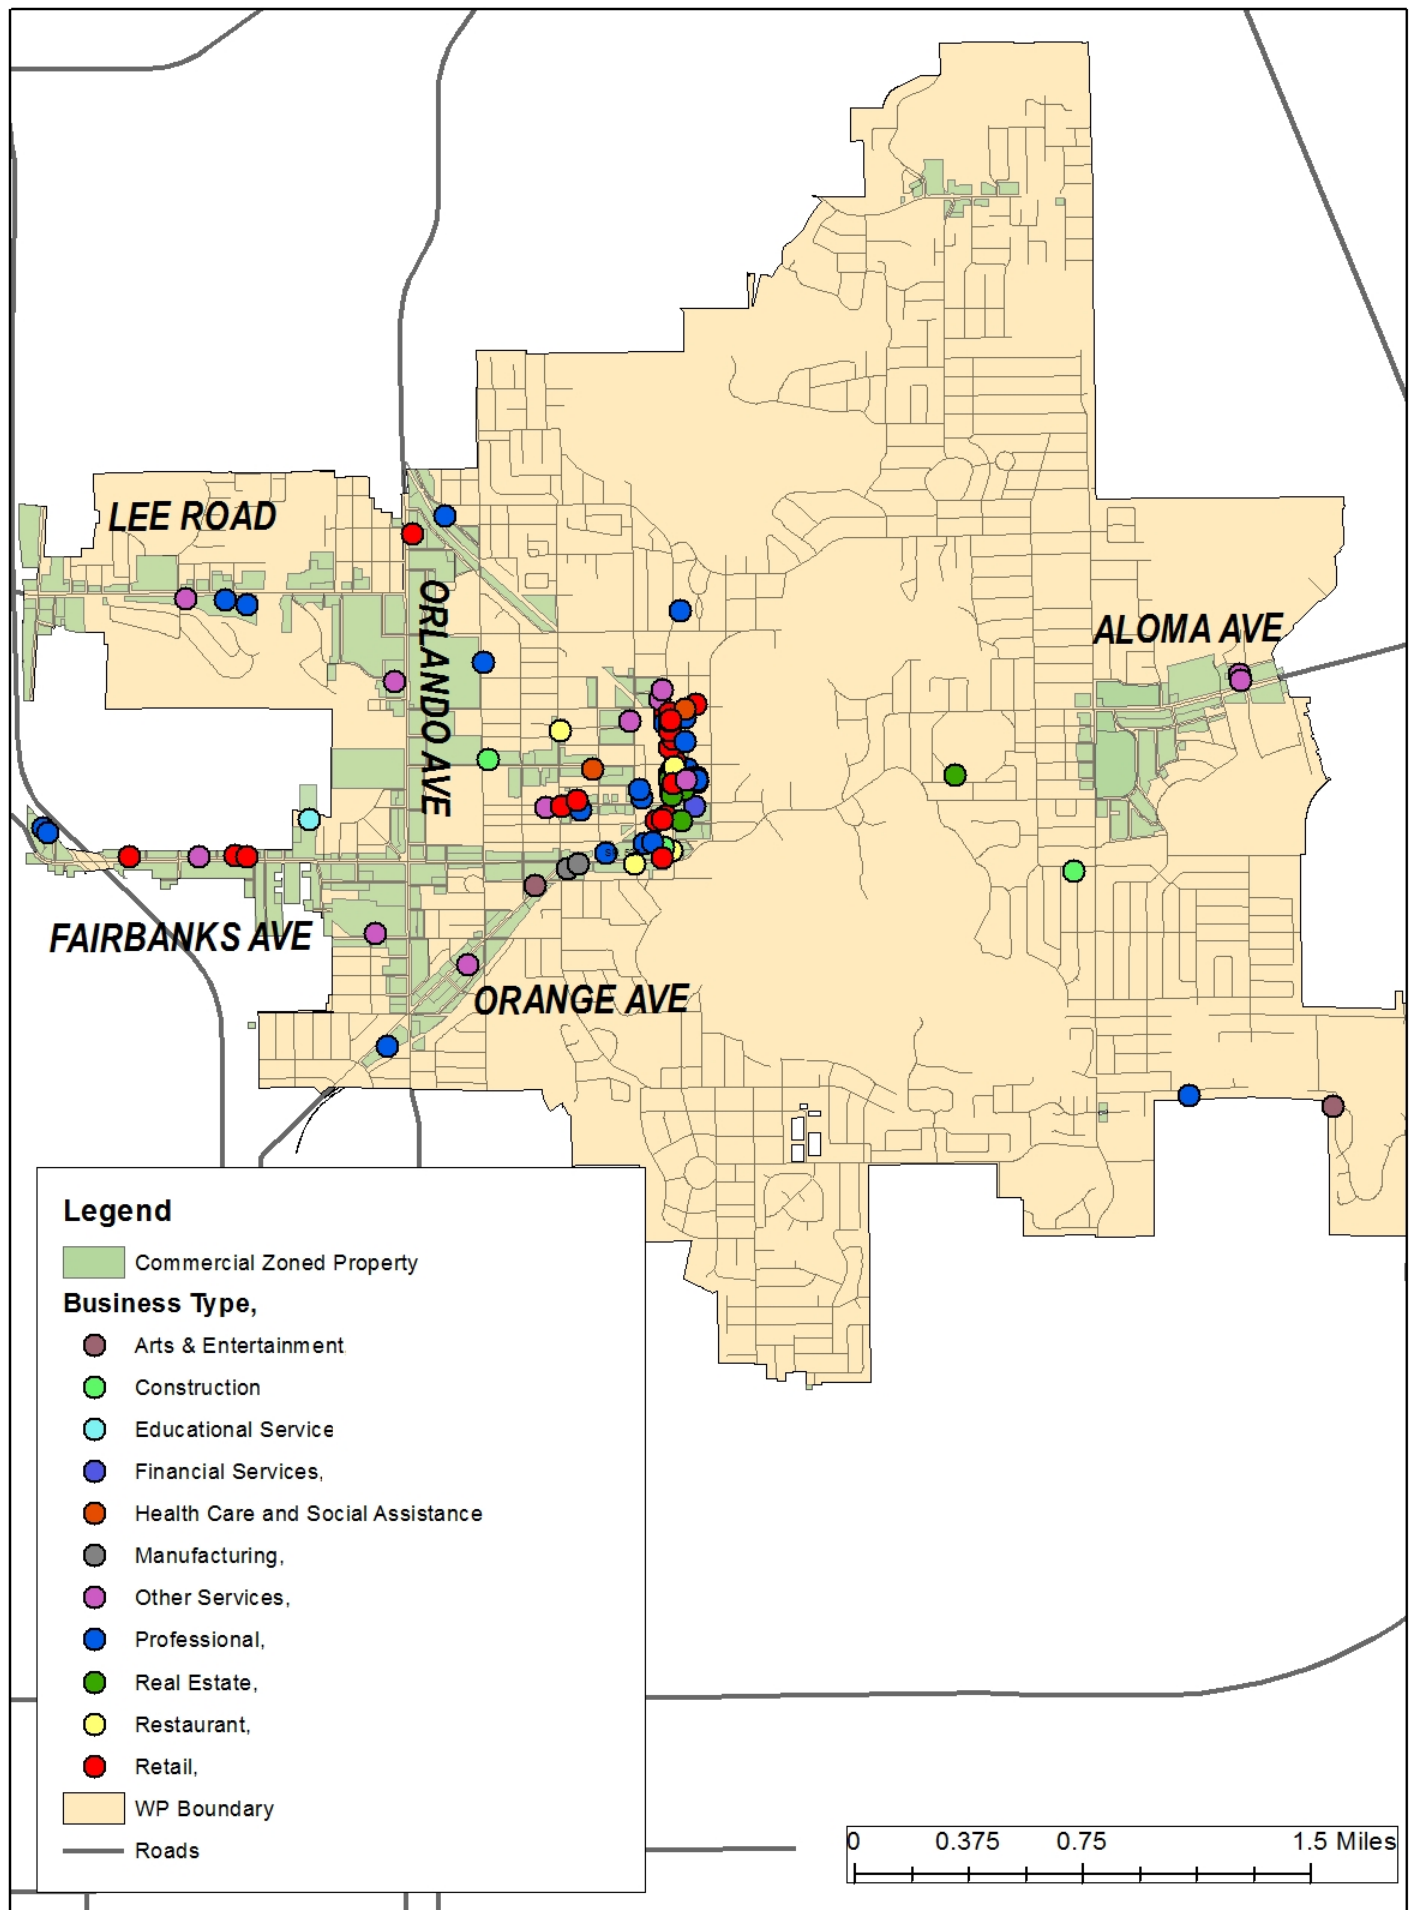 LEE ROAD
ORLANDO AVE
ALOMA AVE
FAIRBANKS AVE
ORANGE AVE
Legend
Commercial Zoned Property
Business Type,
Arts & Entertainment
Construction
Educational Service
Financial Services,
Health Care and Social Assistance
Manufacturing,
Other Services,
Professional,
Real Estate,
Restaurant,
Retail,
WP Boundary
Roads
0 0.375 0.75 1.5 Miles